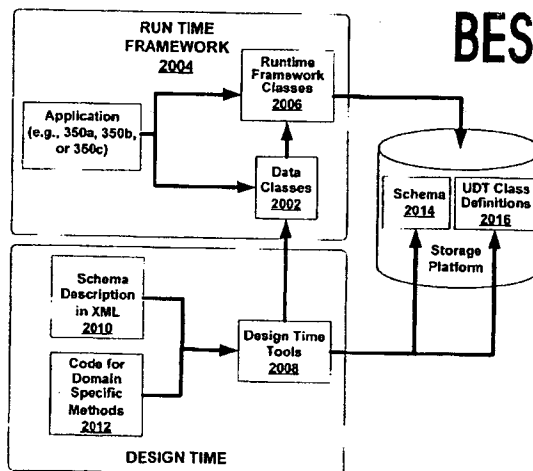 RUN TIME
FRAMEWORK
2004
BES
Runtime
Framework
Classes
2006
Application
(e.g., 350a, 350b,
or 350c)
Data
Classes
2002
Schema
2014
UDT Class
Definitions
2016
Storage
Platform
Schema
Description
in XML
2010
Design Time
Tools
2008
Code for
Domain
Specific
Methods
2012
DESIGN TIME